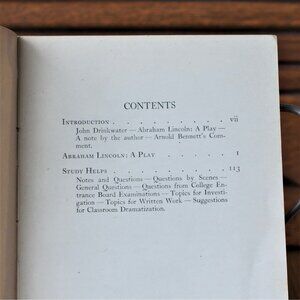 CONTENTS
INTRODUCTION . . . . . . . . vii
John Drinkwater — Abraham Lincoln: A Play —
A note by the author — Arnold Bennett's Com-
ment.
ABRAHAM LINCOLN: A PLAY . . . . . 1
STUDY HELPS . . . . . . . . 113
Notes and Questions — Questions by Scenes —
General Questions — Questions from College En-
trance Board Examinations — Topics for Investi-
gation — Topics for Written Work — Suggestions
for Classroom Dramatization.